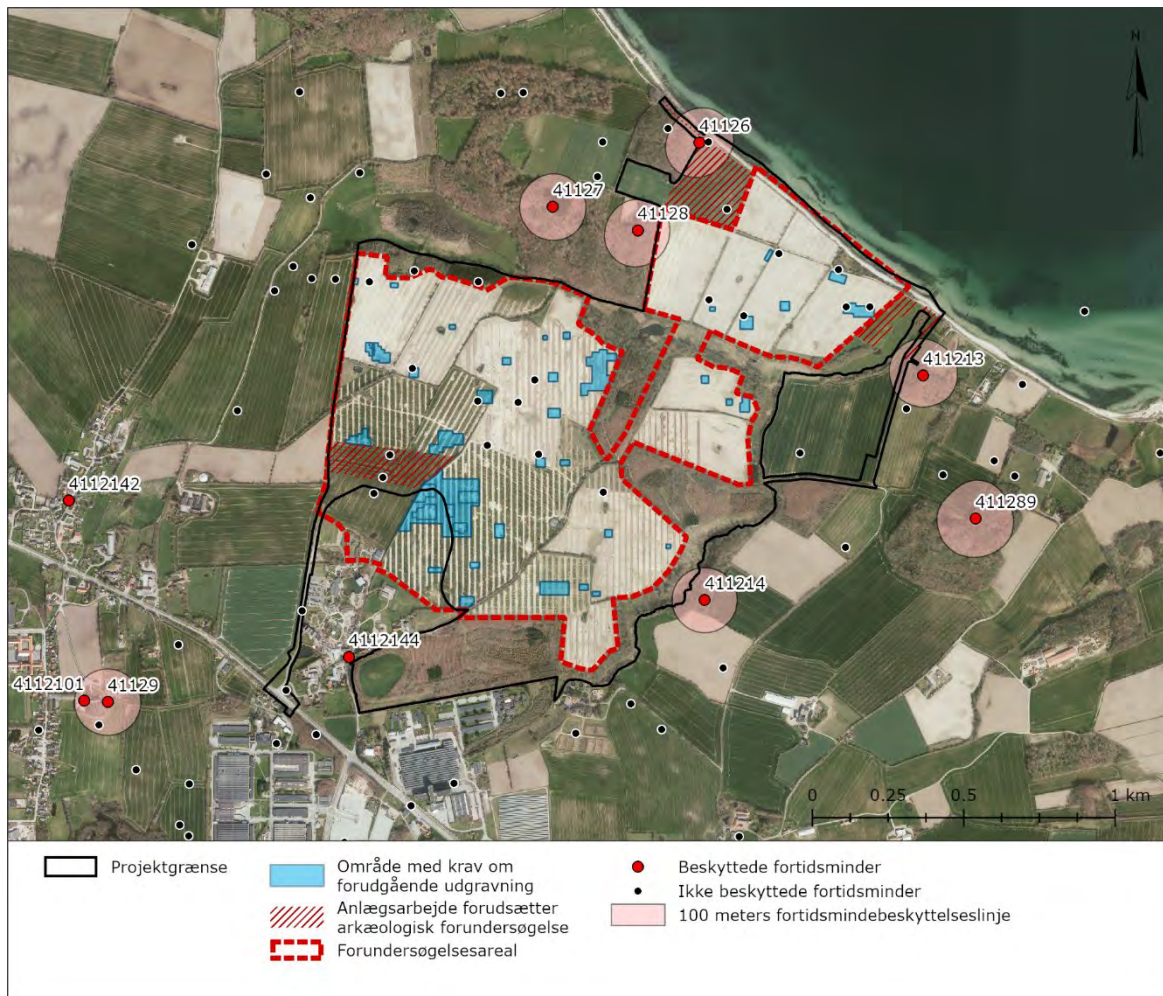 N
41126
41127
41128
411213
4112142
411289
411214
4112144
4112101
41129
0
0.25
0.5
1 km
Projektgrænse
Område med krav om
forudgående udgravning
Anlægsarbejde forudsætter
arkæologisk forundersøgelse
Forundersøgelsesareal
Beskyttede fortidsminder
Ikke beskyttede fortidsminder
100 meters fortidsmindebeskyttelseslinje